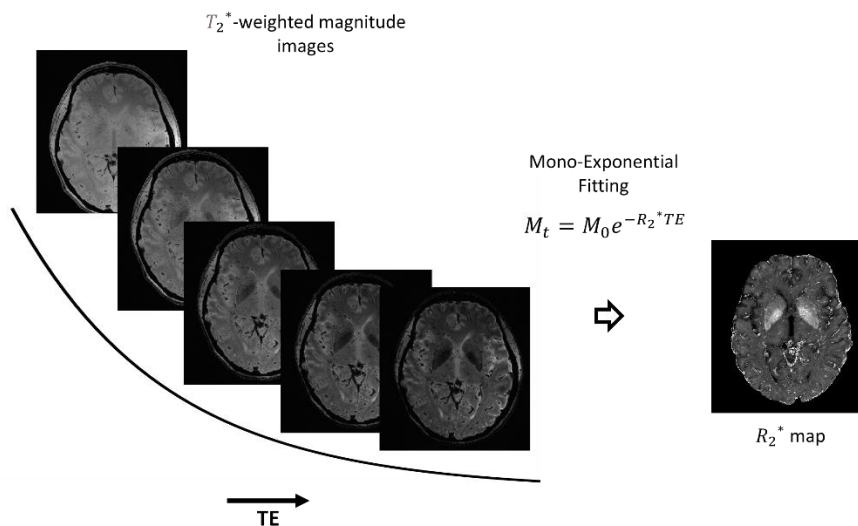 T₂*-weighted magnitude
images
Mono-Exponential
Fitting
Mₜ = M₀e^{-R₂*TE}
R₂* map
TE